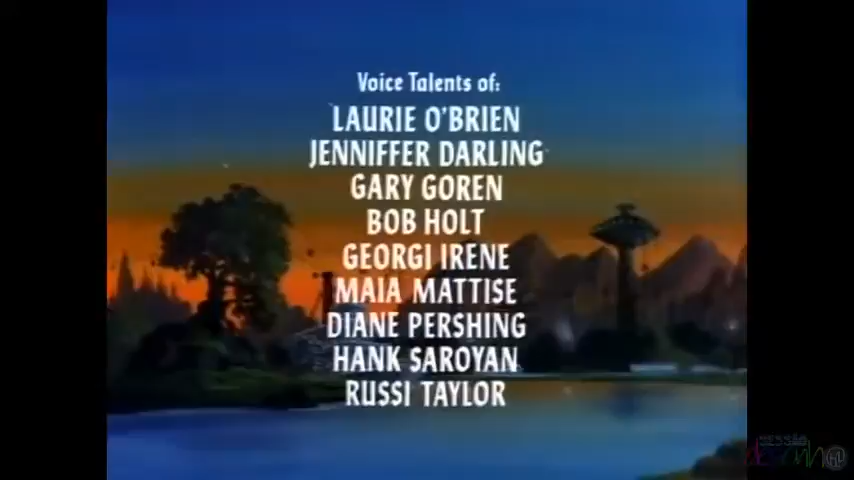 Voice Talents of:
LAURIE O'BRIEN
JENNIFFER DARLING
GARY GOREN
BOB HOLT
GEORGI IRENE
MAIA MATTISE
DIANE PERSHING
HANK SAROYAN
RUSSI TAYLOR